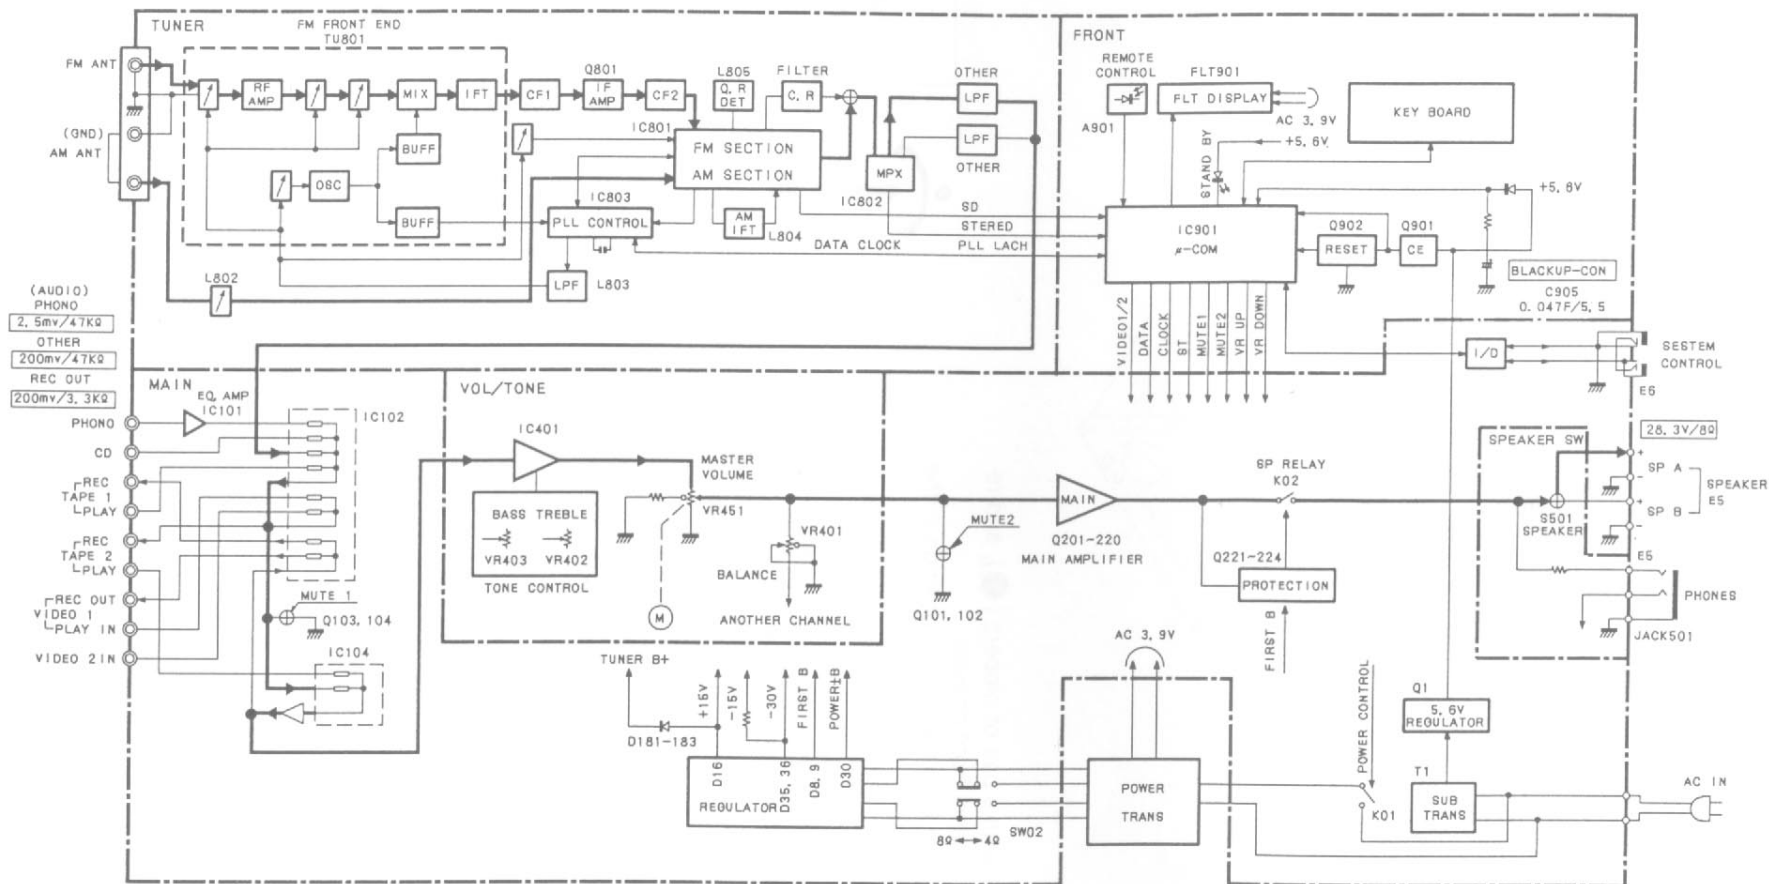 TUNER
FM FRONT END
TU801
FM ANT
(GND)
AM ANT
RF
AMP
MIX
IFT
CF1
Q801
IF
AMP
CF2
L805
Q.R
DET
FILTER
C.R
OTHER
LPF
LPF
OTHER
BUFF
OSC
BUFF
IC801
FM SECTION
AM SECTION
MPX
IC802
IC803
PLL CONTROL
AM
IFT
L804
LPF
L803
L802
SD
STERED
DATA CLOCK
PLL LACH
FRONT
REMOTE
CONTROL
A901
FLT901
FLT DISPLAY
AC 3.9V
KEY BOARD
STAND BY
+5.6V
+5.8V
IC901
μ-COM
Q902
RESET
Q901
CE
BLACKUP-CON
C905
0.047F/5.5
VIDEO1/2
DATA
CLOCK
ST
MUTE1
MUTE2
VR UP
VR DOWN
I/O
SESTEM
CONTROL
E6
(AUDIO)
PHONO
2.5mv/47KΩ
OTHER
200mv/47KΩ
REC OUT
200mv/3.3KΩ
MAIN
EQ.AMP
IC101
IC102
PHONO
CD
REC
TAPE 1
PLAY
REC
TAPE 2
PLAY
REC OUT
VIDEO 1
PLAY IN
VIDEO 2IN
MUTE 1
Q103,104
IC104
VOL/TONE
IC401
MASTER
VOLUME
VR451
BASS TREBLE
VR403 VR402
TONE CONTROL
M
VR401
BALANCE
ANOTHER CHANNEL
MUTE2
Q101,102
MAIN
Q201-220
MAIN AMPLIFIER
SP RELAY
K02
Q221-224
PROTECTION
FIRST B
SPEAKER SW
28.3V/8Ω
+
SP A
-
+
SP B
-
SPEAKER
E5
S501
SPEAKER
E5
PHONES
JACK501
TUNER B+
D181-183
+15V
-15V
-30V
FIRST B
POWER±B
D16
D35,36
D8,9
D30
REGULATOR
8Ω 4Ω
SW02
AC 3.9V
POWER
TRANS
POWER CONTROL
K01
Q1
5.6V
REGULATOR
T1
SUB
TRANS
AC IN